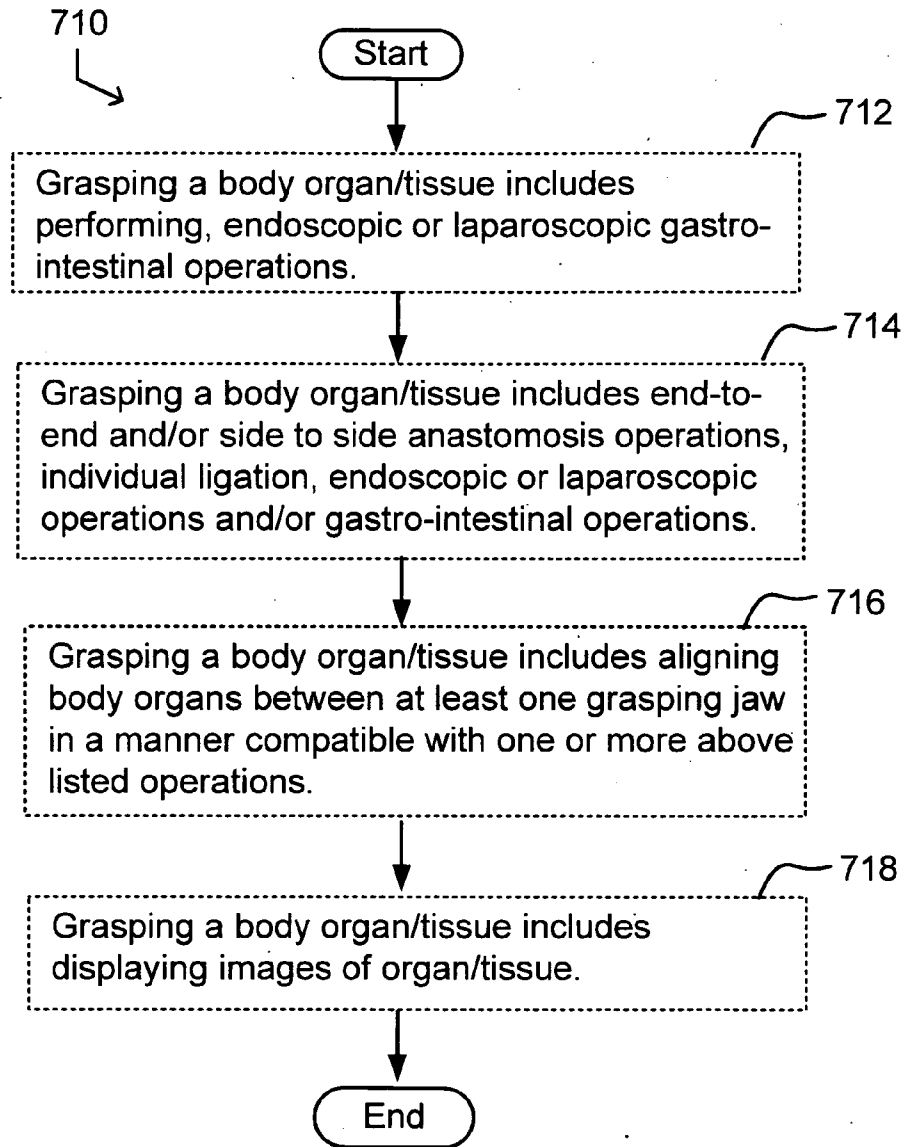 710
Start
712
Grasping a body organ/tissue includes
performing, endoscopic or laparoscopic gastro-
intestinal operations.
714
Grasping a body organ/tissue includes end-to-
end and/or side to side anastomosis operations,
individual ligation, endoscopic or laparoscopic
operations and/or gastro-intestinal operations.
716
Grasping a body organ/tissue includes aligning
body organs between at least one grasping jaw
in a manner compatible with one or more above
listed operations.
718
Grasping a body organ/tissue includes
displaying images of organ/tissue.
End